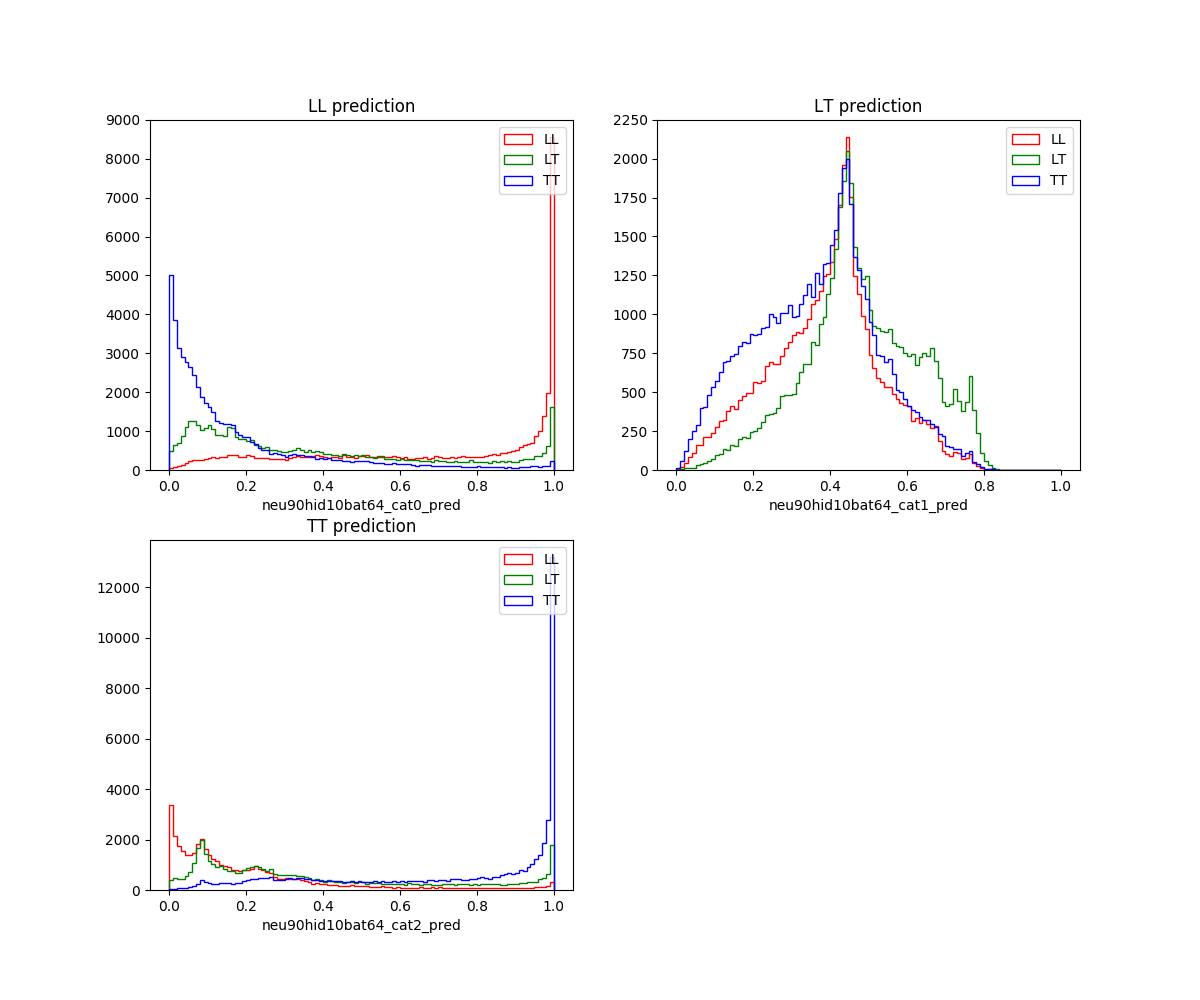 LL prediction
9000
8000
7000
6000
5000
4000
3000
2000
1000
0
LL
LT
TT
0.0 0.2 0.4 0.6 0.8 1.0
neu90hid10bat64_cat0_pred
LT prediction
2250
2000
1750
1500
1250
1000
750
500
250
0
LL
LT
TT
0.0 0.2 0.4 0.6 0.8 1.0
neu90hid10bat64_cat1_pred
TT prediction
12000
10000
8000
6000
4000
2000
0
LL
LT
TT
0.0 0.2 0.4 0.6 0.8 1.0
neu90hid10bat64_cat2_pred